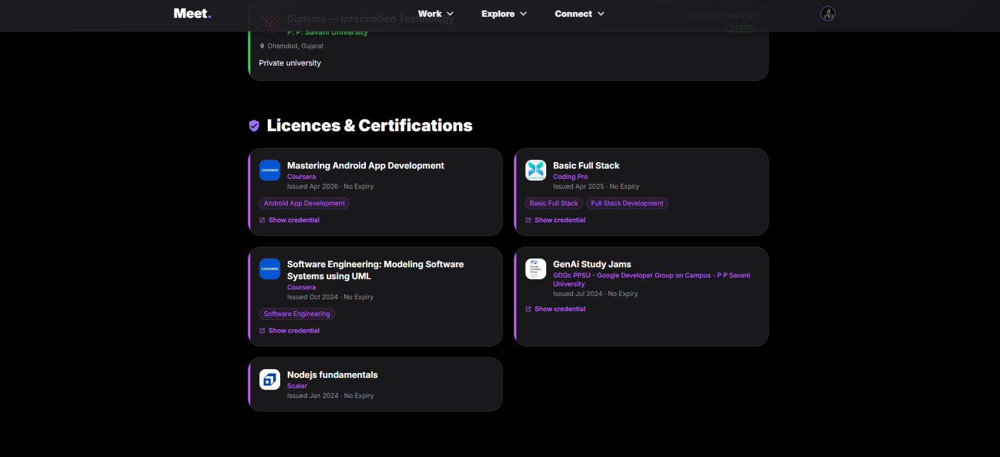 Meet.
Work
Explore
Connect
Diploma — Information Technology
Sept 2022 – May 2025
P. P. Savani University
7.93/10
Dhamdod, Gujarat
Private university
Licences & Certifications
coursera
Mastering Android App Development
Coursera
Issued Apr 2026 · No Expiry
Android App Development
Show credential
CODING PRO
Basic Full Stack
Coding Pro
Issued Apr 2025 · No Expiry
Basic Full Stack
Full Stack Development
Show credential
coursera
Software Engineering: Modeling Software
Systems using UML
Coursera
Issued Oct 2024 · No Expiry
Software Engineering
Show credential
Google
Developer
Group
GenAi Study Jams
GDGc PPSU - Google Developer Group on Campus - P P Savani
University
Issued Jul 2024 · No Expiry
Show credential
Nodejs fundamentals
Scaler
Issued Jan 2024 · No Expiry